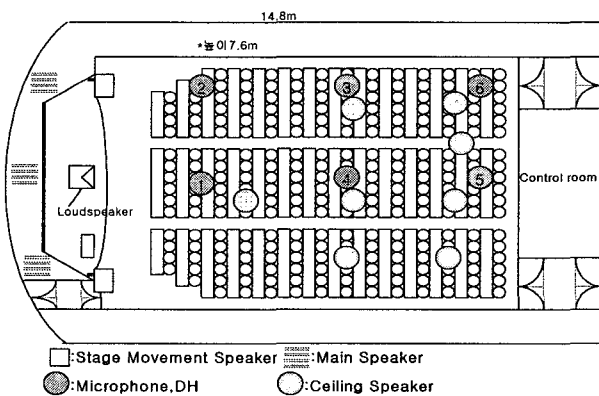 14.8m
*높이7.6m
2
3
6
1
4
5
Control room
Loudspeaker
:Stage Movement Speaker
:Main Speaker
:Microphone,DH
:Ceiling Speaker